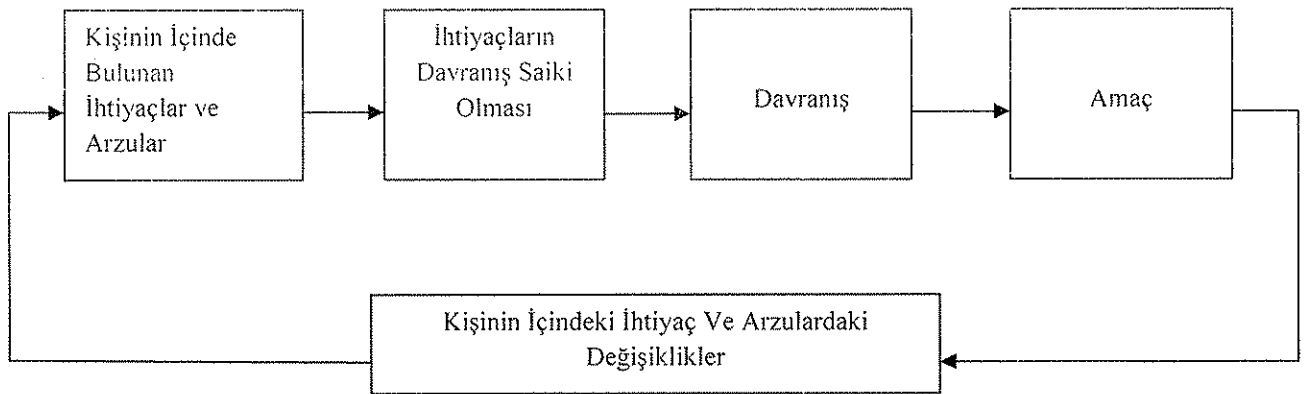 Kişinin İçinde
Bulunan
İhtiyaçlar ve
Arzular
İhtiyaçların
Davranış Saiki
Olması
Davranış
Amaç
Kişinin İçindeki İhtiyaç Ve Arzulardaki
Değişiklikler